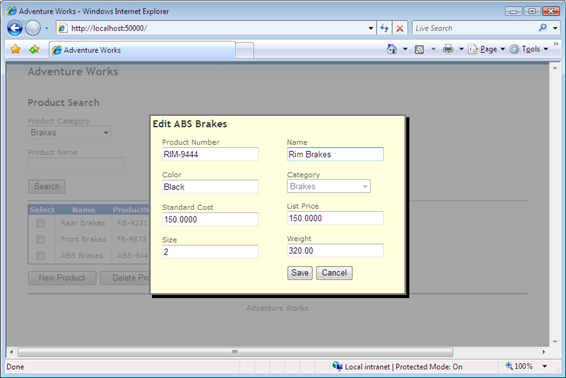 Adventure Works - Windows Internet Explorer
http://localhost:50000/
Live Search
Adventure Works
Page
Tools
Adventure Works
Product Search
Product Category
Brakes
Product Name
Search
Select Name ProductN
Rear Brakes RB-9231
Front Brakes FB-9873
ABS Brakes ABS-944
New Product Delete Pro
Edit ABS Brakes
Product Number Name
RIM-9444 Rim Brakes
Color Category
Black Brakes
Standard Cost List Price
150.0000 150.0000
Size Weight
2 320.00
Save Cancel
Adventure Works
Done Local intranet | Protected Mode: On 100%